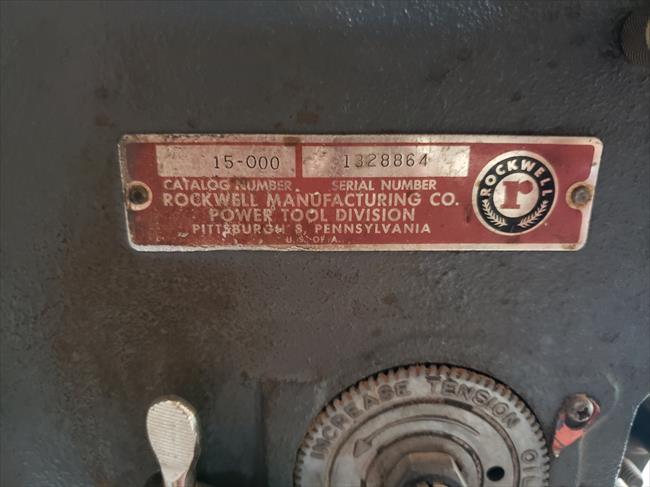 15-000 1328864
CATALOG NUMBER SERIAL NUMBER
ROCKWELL MANUFACTURING CO.
POWER TOOL DIVISION
PITTSBURGH 8, PENNSYLVANIA
U.S. OF A.
ROCKWELL
r
INCREASE TENSION
OIL